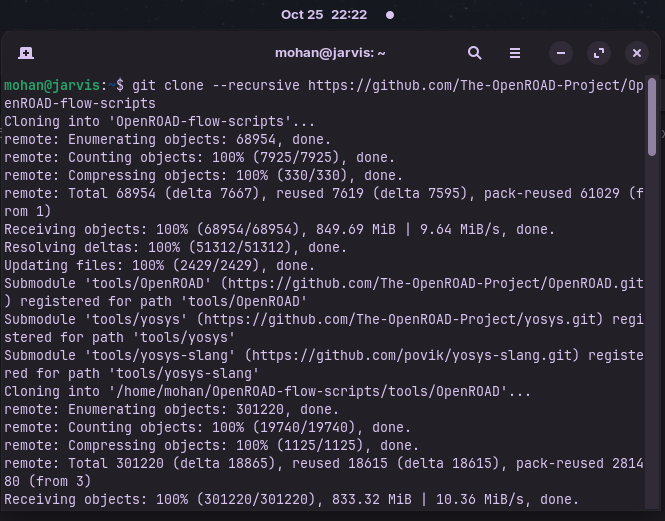 Oct 25 22:22
mohan@jarvis: ~
mohan@jarvis:~$ git clone --recursive https://github.com/The-OpenROAD-Project/Op
enROAD-flow-scripts
Cloning into 'OpenROAD-flow-scripts'...
remote: Enumerating objects: 68954, done.
remote: Counting objects: 100% (7925/7925), done.
remote: Compressing objects: 100% (330/330), done.
remote: Total 68954 (delta 7667), reused 7619 (delta 7595), pack-reused 61029 (f
rom 1)
Receiving objects: 100% (68954/68954), 849.69 MiB | 9.64 MiB/s, done.
Resolving deltas: 100% (51312/51312), done.
Updating files: 100% (2429/2429), done.
Submodule 'tools/OpenROAD' (https://github.com/The-OpenROAD-Project/OpenROAD.git
) registered for path 'tools/OpenROAD'
Submodule 'tools/yosys' (https://github.com/The-OpenROAD-Project/yosys.git) regi
stered for path 'tools/yosys'
Submodule 'tools/yosys-slang' (https://github.com/povik/yosys-slang.git) registe
red for path 'tools/yosys-slang'
Cloning into '/home/mohan/OpenROAD-flow-scripts/tools/OpenROAD'...
remote: Enumerating objects: 301220, done.
remote: Counting objects: 100% (19740/19740), done.
remote: Compressing objects: 100% (1125/1125), done.
remote: Total 301220 (delta 18865), reused 18615 (delta 18615), pack-reused 2814
80 (from 3)
Receiving objects: 100% (301220/301220), 833.32 MiB | 10.36 MiB/s, done.